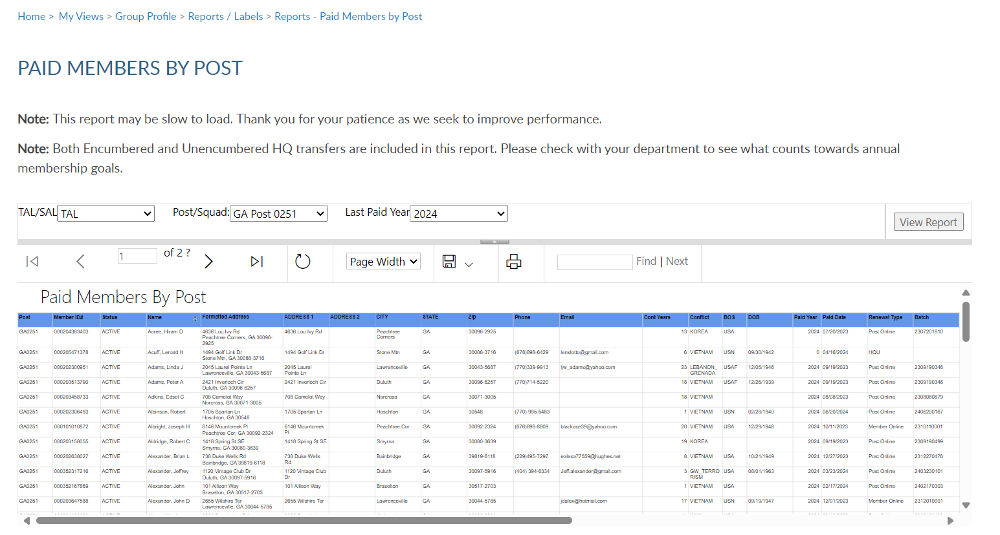 Home > My Views > Group Profile > Reports / Labels > Reports - Paid Members by Post
PAID MEMBERS BY POST
Note: This report may be slow to load. Thank you for your patience as we seek to improve performance.
Note: Both Encumbered and Unencumbered HQ transfers are included in this report. Please check with your department to see what counts towards annual
membership goals.
TAL/SAL TAL Post/Squad: GA Post 0251 Last Paid Year 2024 View Report
1 of 2 ? Page Width Find | Next
Paid Members By Post
Post Member ID# Status Name Formatted Address ADDRESS 1 ADDRESS 2 CITY STATE Zip Phone Email Cont Years Conflict BOS DOB Paid Year Paid Date Renewal Type Batch
GA0251 000204383403 ACTIVE Acree, Hiram D 4636 Lou Ivy Rd 4636 Lou Ivy Rd Peachtree GA 30096-2925 13 KOREA USA 2024 07/20/2023 Post Online 2307201810
Peachtree Corners, GA 30096- Corners
2925
GA0251 000205471378 ACTIVE Acuff, Lenard H 1494 Golf Link Dr 1494 Golf Link Dr Stone Mtn GA 30088-3716 (678)898-6429 lenslotto@gmail.com 6 VIETNAM USN 09/30/1942 0 04/16/2024 HQU
Stone Mtn, GA 30088-3716
GA0251 000202300951 ACTIVE Adams, Linda J 2045 Laurel Pointe Ln 2045 Laurel Lawrenceville GA 30043-5687 (770)339-9913 ljw_adams@yahoo.com 23 LEBANON_ USAF 12/05/1946 2024 09/19/2023 Post Online 2309190346
Lawrenceville, GA 30043-5687 Pointe Ln GRENADA
GA0251 000203513790 ACTIVE Adams, Peter A 2421 Inverloch Cir 2421 Inverloch Cir Duluth GA 30096-6257 (770)714-5220 18 VIETNAM USAF 12/26/1939 2024 09/19/2023 Post Online 2309190346
Duluth, GA 30096-6257
GA0251 000203458733 ACTIVE Adkins, Edsel C 708 Camelot Way 708 Camelot Way Norcross GA 30071-3005 18 VIETNAM 2024 08/08/2023 Post Online 2308080879
Norcross, GA 30071-3005
GA0251 000202306493 ACTIVE Albinson, Robert 1705 Spartan Ln 1705 Spartan Ln Hoschton GA 30548 (770) 995-5483 1 VIETNAM USN 02/28/1940 2024 06/20/2024 Post Online 2406200167
Hoschton, GA 30548
GA0251 000101010872 ACTIVE Albright, Joseph H 6146 Mountcreek Pl 6146 Mountcreek Peachtree Cor GA 30092-2324 (676)898-8809 blackace39@yahoo.com 20 VIETNAM USA 12/29/1946 2024 10/11/2023 Member Online 2310110001
Peachtree Cor, GA 30092-2324 Pl
GA0251 000203158055 ACTIVE Aldridge, Robert C 1418 Spring St SE 1418 Spring St SE Smyrna GA 30080-3639 19 KOREA 2024 09/19/2023 Post Online 2309190499
Smyrna, GA 30080-3639
GA0251 000202638027 ACTIVE Alexander, Brian L 738 Duke Wells Rd 738 Duke Wells Bainbridge GA 39819-6118 (229)495-7297 ealexa77559@hughes.net 8 VIETNAM USA 10/21/1949 2024 12/27/2023 Post Online 2312270476
Bainbridge, GA 39819-6118 Rd
GA0251 000352317216 ACTIVE Alexander, Jeffrey 1120 Vintage Club Dr 1120 Vintage Club Duluth GA 30097-5916 (404) 394-6334 Jeff.alexander@gmail.com 3 GW_TERRO USA 08/01/1963 2024 03/23/2024 Post Online 2403230101
Duluth, GA 30097-5916 Dr RISM
GA0251 000352167869 ACTIVE Alexander, John 101 Allison Way 101 Allison Way Braselton GA 30517-2703 1 VIETNAM USA 2024 02/17/2024 Post Online 2402170303
Braselton, GA 30517-2703
GA0251 000203647588 ACTIVE Alexander, John D 2655 Wilshire Ter 2655 Wilshire Ter Lawrenceville GA 30044-5785 jdalex@hotmail.com 17 VIETNAM USN 09/19/1947 2024 12/01/2023 Member Online 2312010001
Lawrenceville, GA 30044-5785